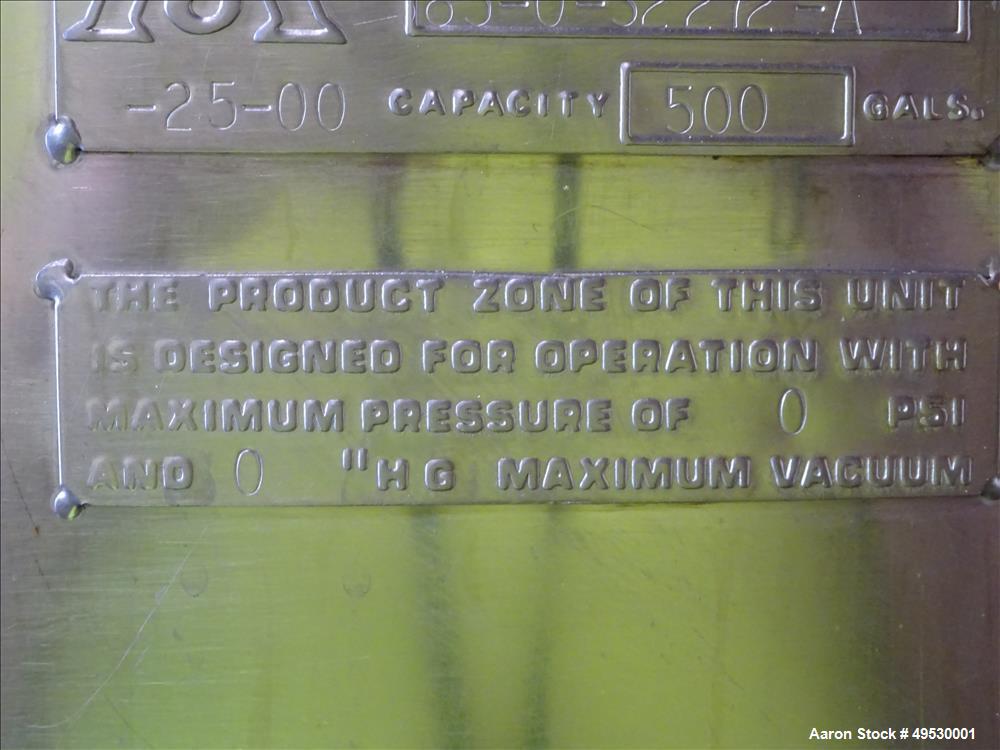 -25-00 CAPACITY 500 GALS.
THE PRODUCT ZONE OF THIS UNIT
IS DESIGNED FOR OPERATION WITH
MAXIMUM PRESSURE OF 0 PSI
AND 0 "HG MAXIMUM VACUUM
Aaron Stock # 49530001